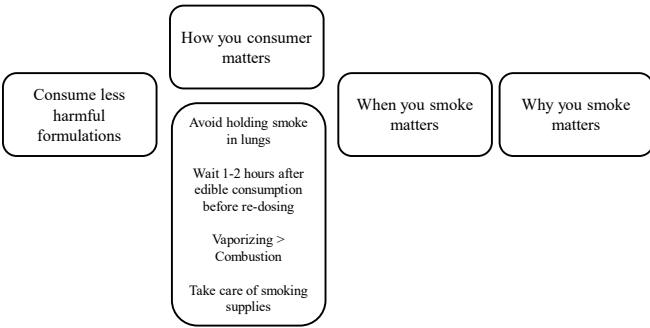 How you consumer
matters
Consume less
harmful
formulations
Avoid holding smoke
in lungs
Wait 1-2 hours after
edible consumption
before re-dosing
Vaporizing >
Combustion
Take care of smoking
supplies
When you smoke
matters
Why you smoke
matters